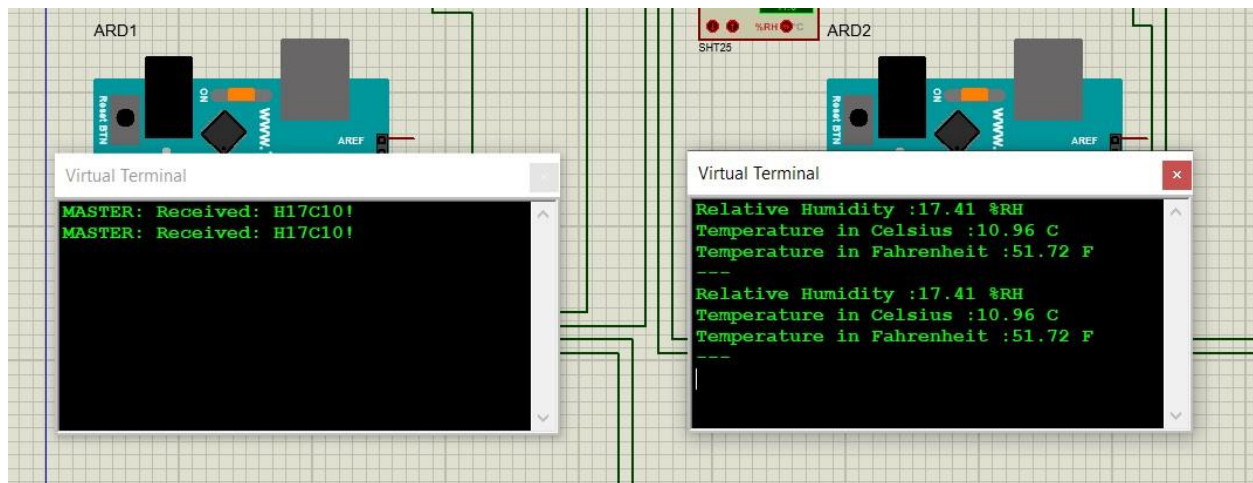 ARD1
Reset BTN
ON
WWW.
AREF
%RH
°C
SHT25
ARD2
Reset BTN
ON
WWW.
AREF
Virtual Terminal
MASTER: Received: H17C10!
MASTER: Received: H17C10!
Virtual Terminal
Relative Humidity :17.41 %RH
Temperature in Celsius :10.96 C
Temperature in Fahrenheit :51.72 F
---
Relative Humidity :17.41 %RH
Temperature in Celsius :10.96 C
Temperature in Fahrenheit :51.72 F
---